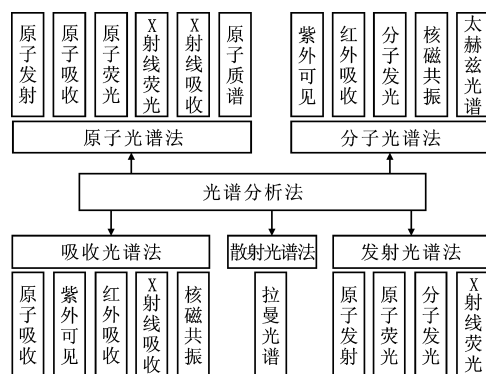 原子发射
原子吸收
原子荧光
X射线荧光
X射线吸收
原子质谱
紫外可见
红外吸收
分子发光
核磁共振
太赫兹光谱
原子光谱法
分子光谱法
光谱分析法
吸收光谱法
散射光谱法
发射光谱法
原子吸收
紫外可见
红外吸收
X射线吸收
核磁共振
拉曼光谱
原子发射
原子荧光
分子发光
X射线荧光